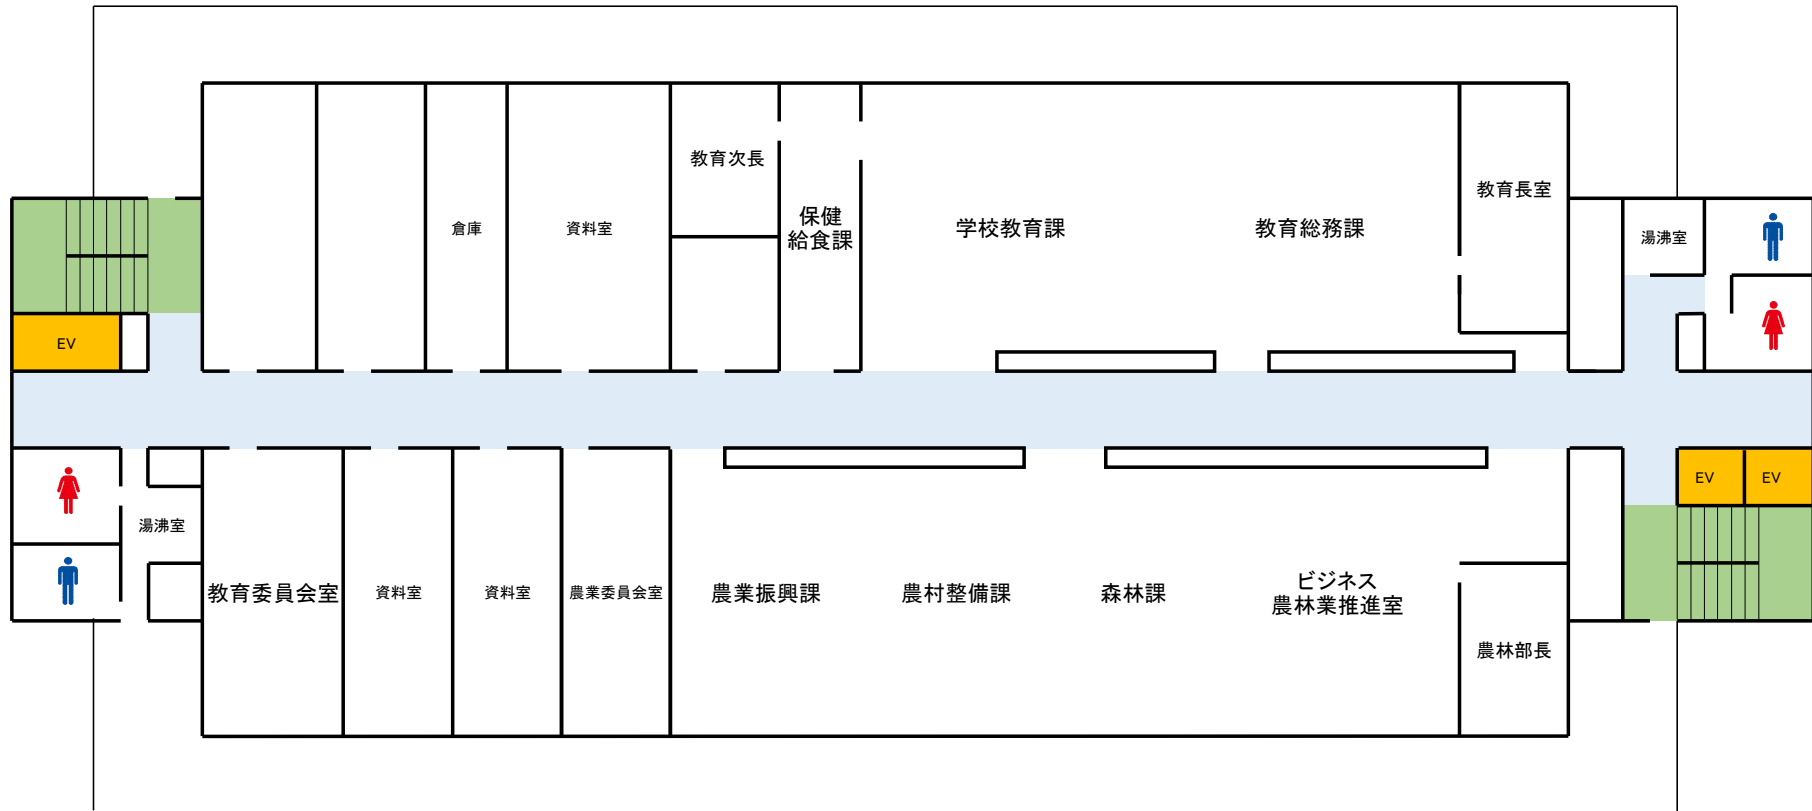 教育次長
教育長室
保健
給食課
倉庫
資料室
学校教育課
教育総務課
湯沸室
EV
EV
EV
湯沸室
教育委員会室
資料室
資料室
農業委員会室
農業振興課
農村整備課
森林課
ビジネス
農林業推進室
農林部長